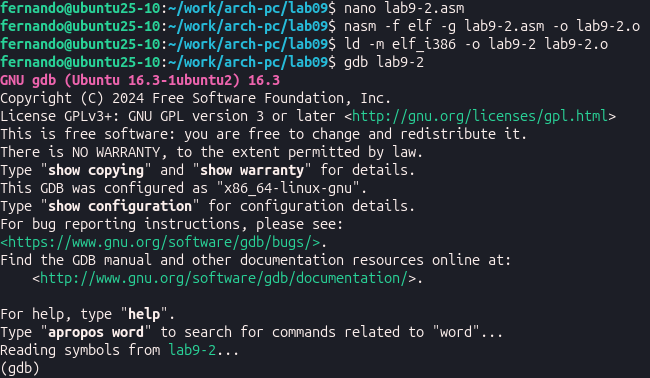 fernando@ubuntu25-10:~/work/arch-pc/lab09$ nano lab9-2.asm
fernando@ubuntu25-10:~/work/arch-pc/lab09$ nasm -f elf -g lab9-2.asm -o lab9-2.o
fernando@ubuntu25-10:~/work/arch-pc/lab09$ ld -m elf_i386 -o lab9-2 lab9-2.o
fernando@ubuntu25-10:~/work/arch-pc/lab09$ gdb lab9-2
GNU gdb (Ubuntu 16.3-1ubuntu2) 16.3
Copyright (C) 2024 Free Software Foundation, Inc.
License GPLv3+: GNU GPL version 3 or later <http://gnu.org/licenses/gpl.html>
This is free software: you are free to change and redistribute it.
There is NO WARRANTY, to the extent permitted by law.
Type "show copying" and "show warranty" for details.
This GDB was configured as "x86_64-linux-gnu".
Type "show configuration" for configuration details.
For bug reporting instructions, please see:
<https://www.gnu.org/software/gdb/bugs/>.
Find the GDB manual and other documentation resources online at:
    <http://www.gnu.org/software/gdb/documentation/>.

For help, type "help".
Type "apropos word" to search for commands related to "word"...
Reading symbols from lab9-2...
(gdb)